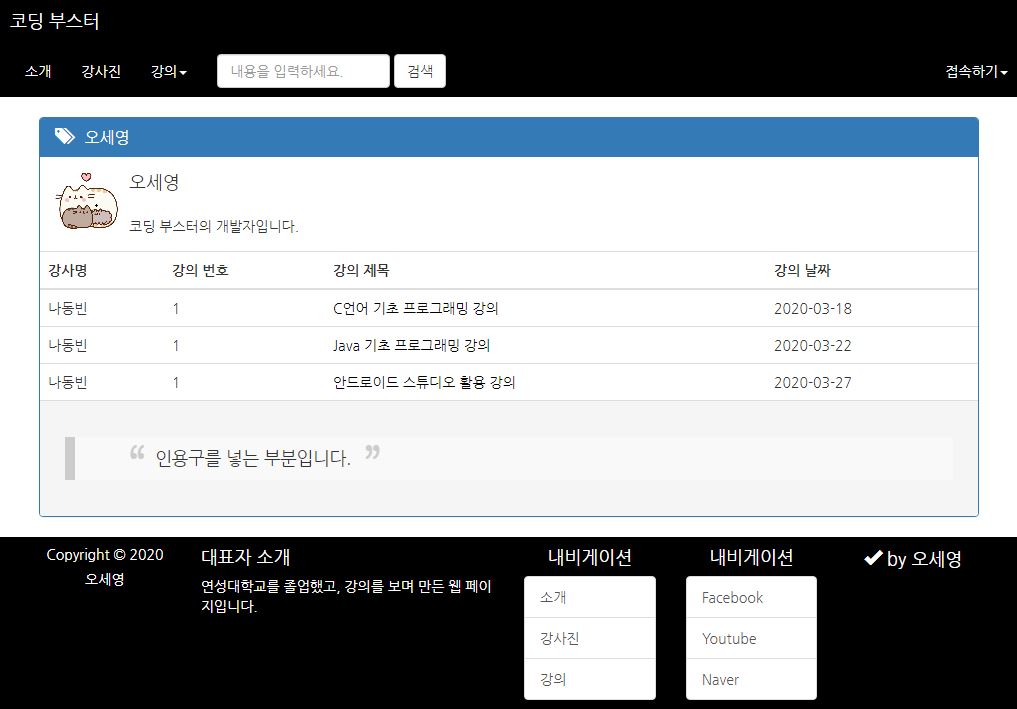 코딩 부스터
소개 강사진 강의 내용을 입력하세요. 검색 접속하기
오세영
오세영
코딩 부스터의 개발자입니다.
강사명 강의 번호 강의 제목 강의 날짜
나동빈 1 C언어 기초 프로그래밍 강의 2020-03-18
나동빈 1 Java 기초 프로그래밍 강의 2020-03-22
나동빈 1 안드로이드 스튜디오 활용 강의 2020-03-27
“ 인용구를 넣는 부분입니다. ”
Copyright © 2020
오세영
대표자 소개
연성대학교를 졸업했고, 강의를 보며 만든 웹 페이
지입니다.
내비게이션
소개
강사진
강의
내비게이션
Facebook
Youtube
Naver
✔ by 오세영